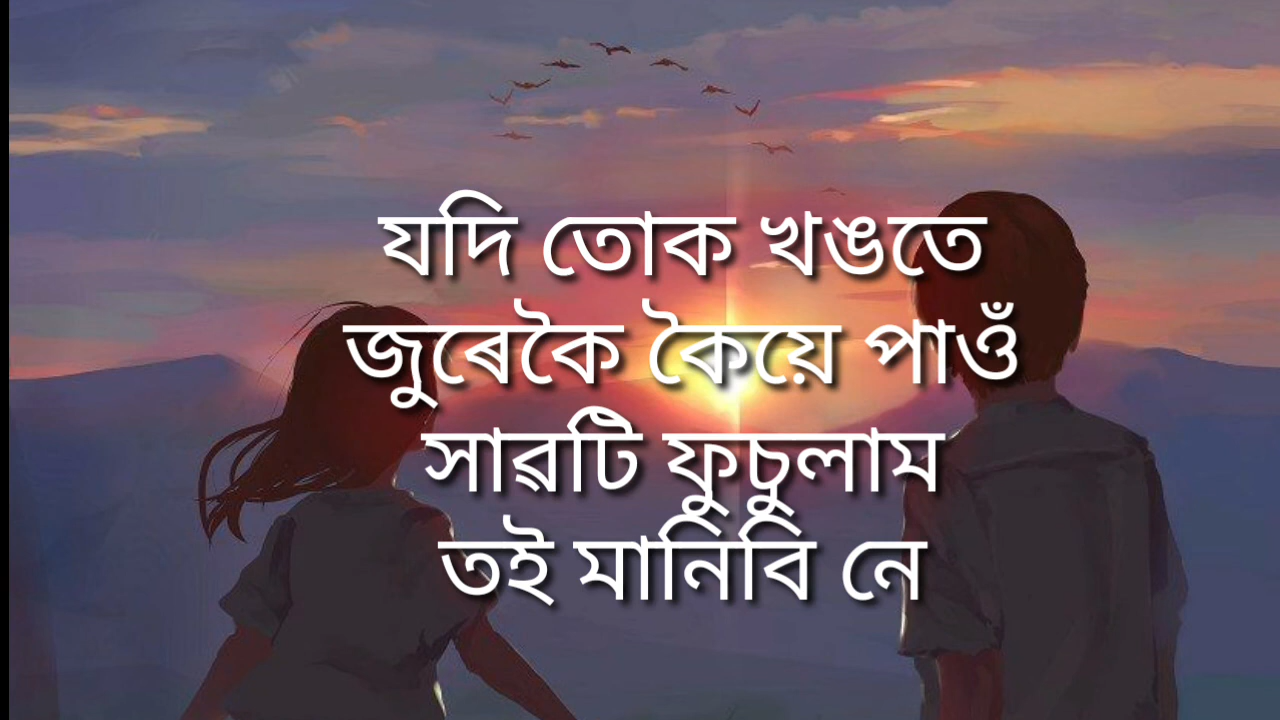 যদি তোক খঙতে
জুৰেকৈ কৈয়ে পাওঁ
সাৱটি ফুচুলাম
তই মানিবি নে